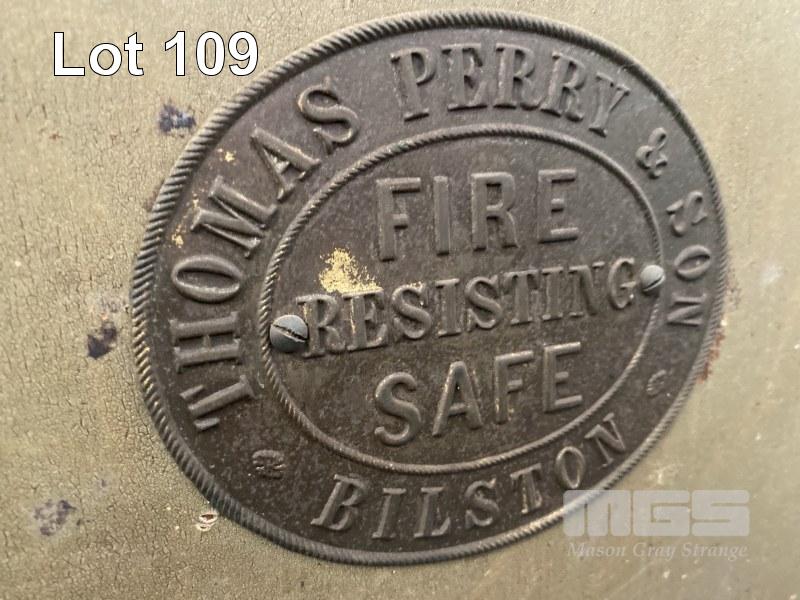 Lot 109
THOMAS PERRY & SON
FIRE
RESISTING
SAFE
BILSTON
MGS
Mason Gray Strange